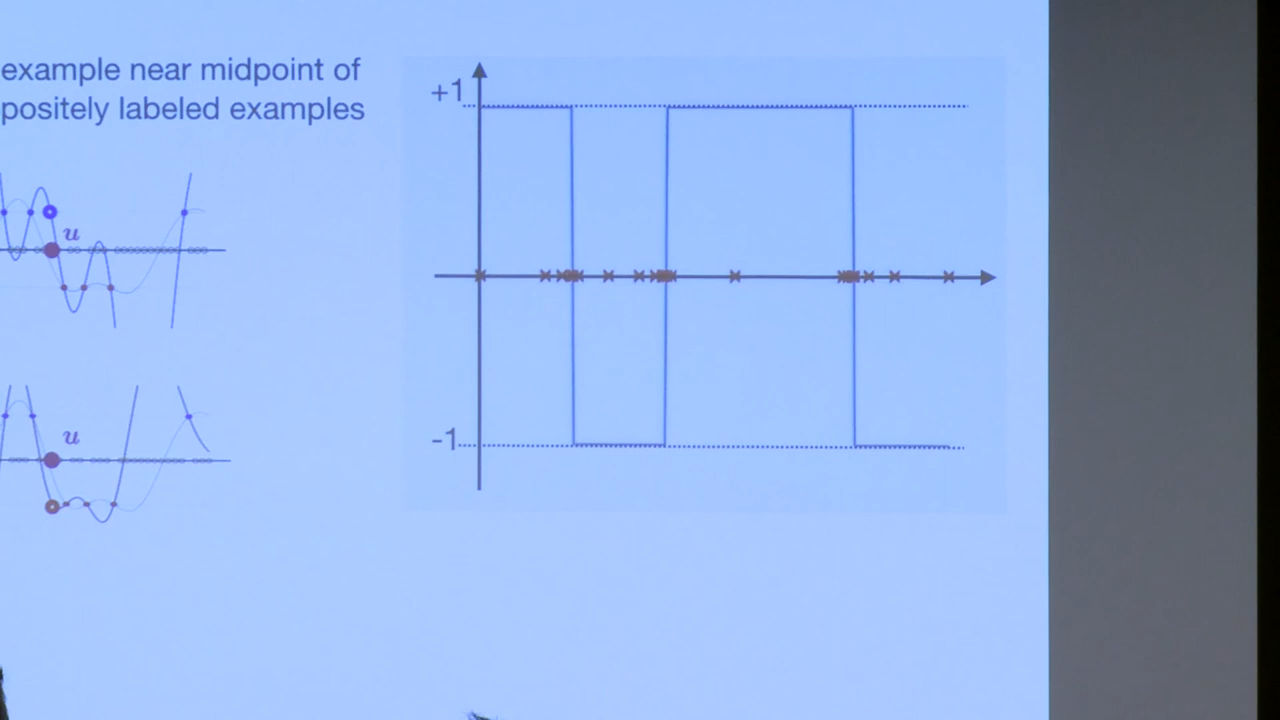 example near midpoint of
positely labeled examples
+1
u
-1
u